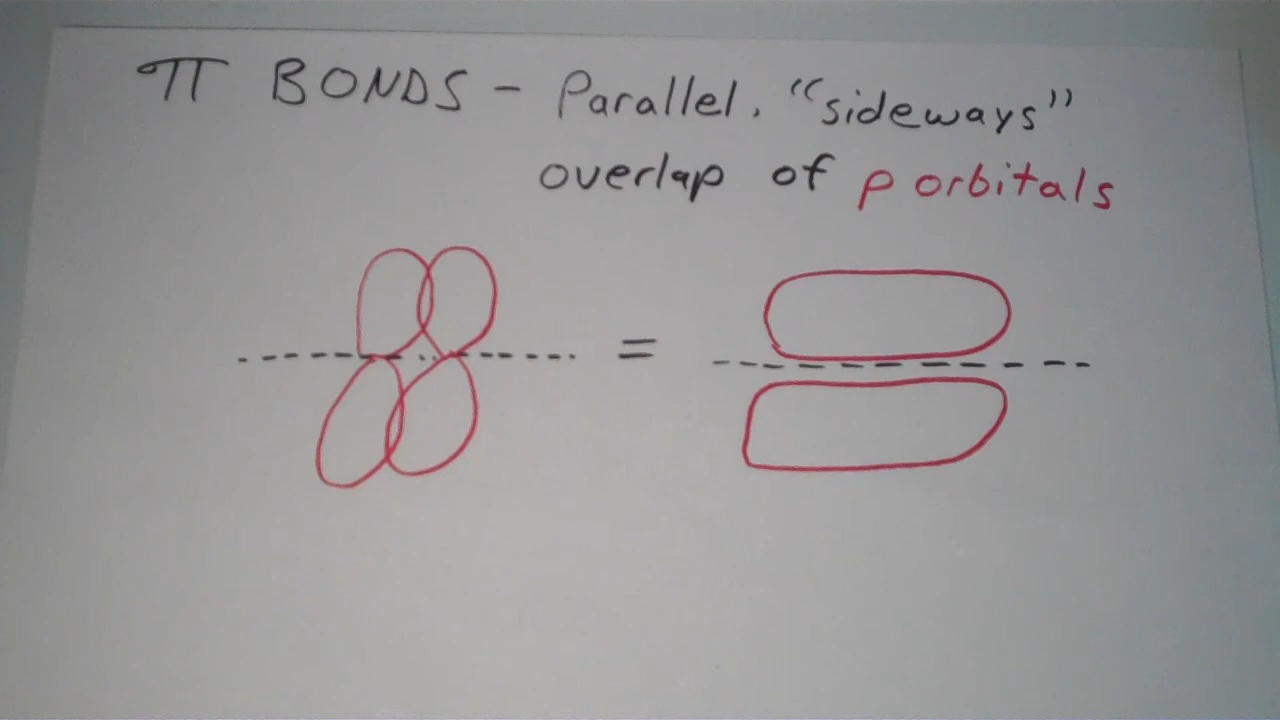 π BONDS - Parallel, "sideways"
overlap of p orbitals
=